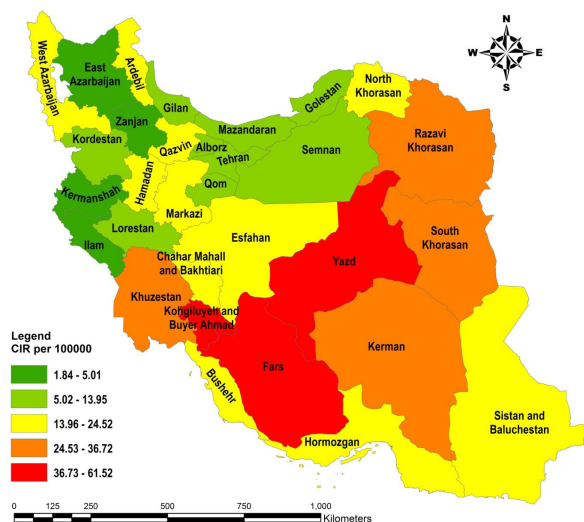 N
W E
S
West Azarbaijan
East
Azarbaijan
Ardebil
Zanjan
Gilan
Kordestan
Qazvin
Alborz
Mazandaran
Tehran
Golestan
North
Khorasan
Semnan
Razavi
Khorasan
Kermanshah
Hamadan
Qom
Markazi
Ilam
Lorestan
Esfahan
Chahar Mahall
and Bakhtiari
Yazd
South
Khorasan
Khuzestan
Kohgiluyeh and
Buyer Ahmad
Fars
Kerman
Bushehr
Hormozgan
Sistan and
Baluchestan
Legend
CIR per 100000
1.84 - 5.01
5.02 - 13.95
13.96 - 24.52
24.53 - 36.72
36.73 - 61.52
0 250 500 750 1,000
Kilometers